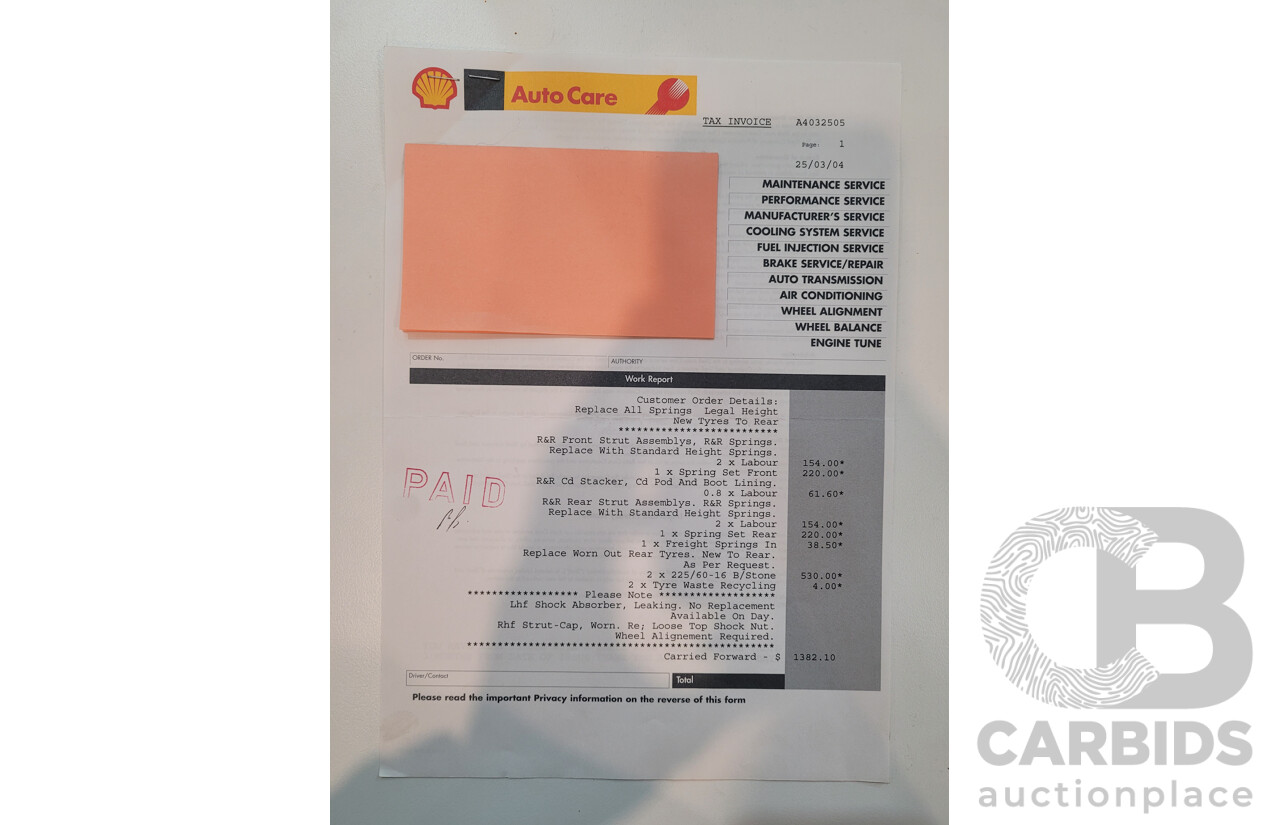 Auto Care
TAX INVOICE A4032505
Page: 1
25/03/04
MAINTENANCE SERVICE
PERFORMANCE SERVICE
MANUFACTURER'S SERVICE
COOLING SYSTEM SERVICE
FUEL INJECTION SERVICE
BRAKE SERVICE/REPAIR
AUTO TRANSMISSION
AIR CONDITIONING
WHEEL ALIGNMENT
WHEEL BALANCE
ENGINE TUNE
ORDER No. AUTHORITY
Work Report
Customer Order Details:
Replace All Springs Legal Height
New Tyres To Rear
**************************
R&R Front Strut Assemblys, R&R Springs.
Replace With Standard Height Springs.
2 x Labour 154.00*
1 x Spring Set Front 220.00*
R&R Cd Stacker, Cd Pod And Boot Lining.
0.8 x Labour 61.60*
R&R Rear Strut Assemblys. R&R Springs.
Replace With Standard Height Springs.
2 x Labour 154.00*
1 x Spring Set Rear 220.00*
1 x Freight Springs In 38.50*
Replace Worn Out Rear Tyres. New To Rear.
As Per Request.
2 x 225/60-16 B/Stone 530.00*
2 x Tyre Waste Recycling 4.00*
****************** Please Note *******************
Lhf Shock Absorber, Leaking. No Replacement
Available On Day.
Rhf Strut-Cap, Worn. Re; Loose Top Shock Nut.
Wheel Alignement Required.
**************************************************
Carried Forward - $ 1382.10
PAID
Driver/Contact Total
Please read the important Privacy information on the reverse of this form
CB
CARBIDS
auctionplace